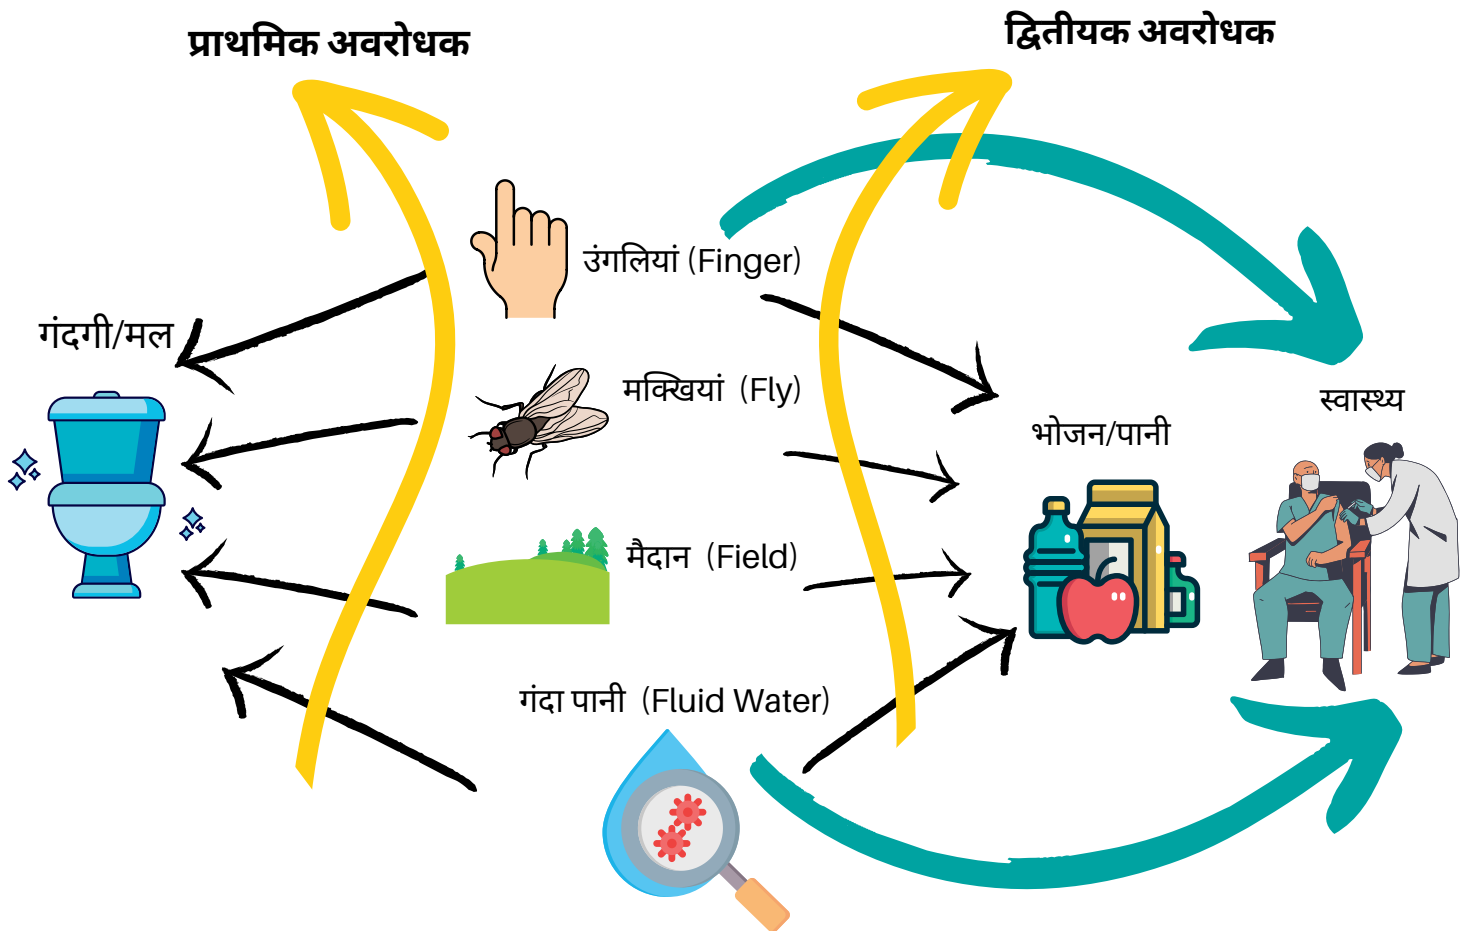 प्राथमिक अवरोधक
द्वितीयक अवरोधक
उंगलियां (Finger)
गंदगी/मल
मक्खियां (Fly)
स्वास्थ्य
भोजन/पानी
मैदान (Field)
गंदा पानी (Fluid Water)